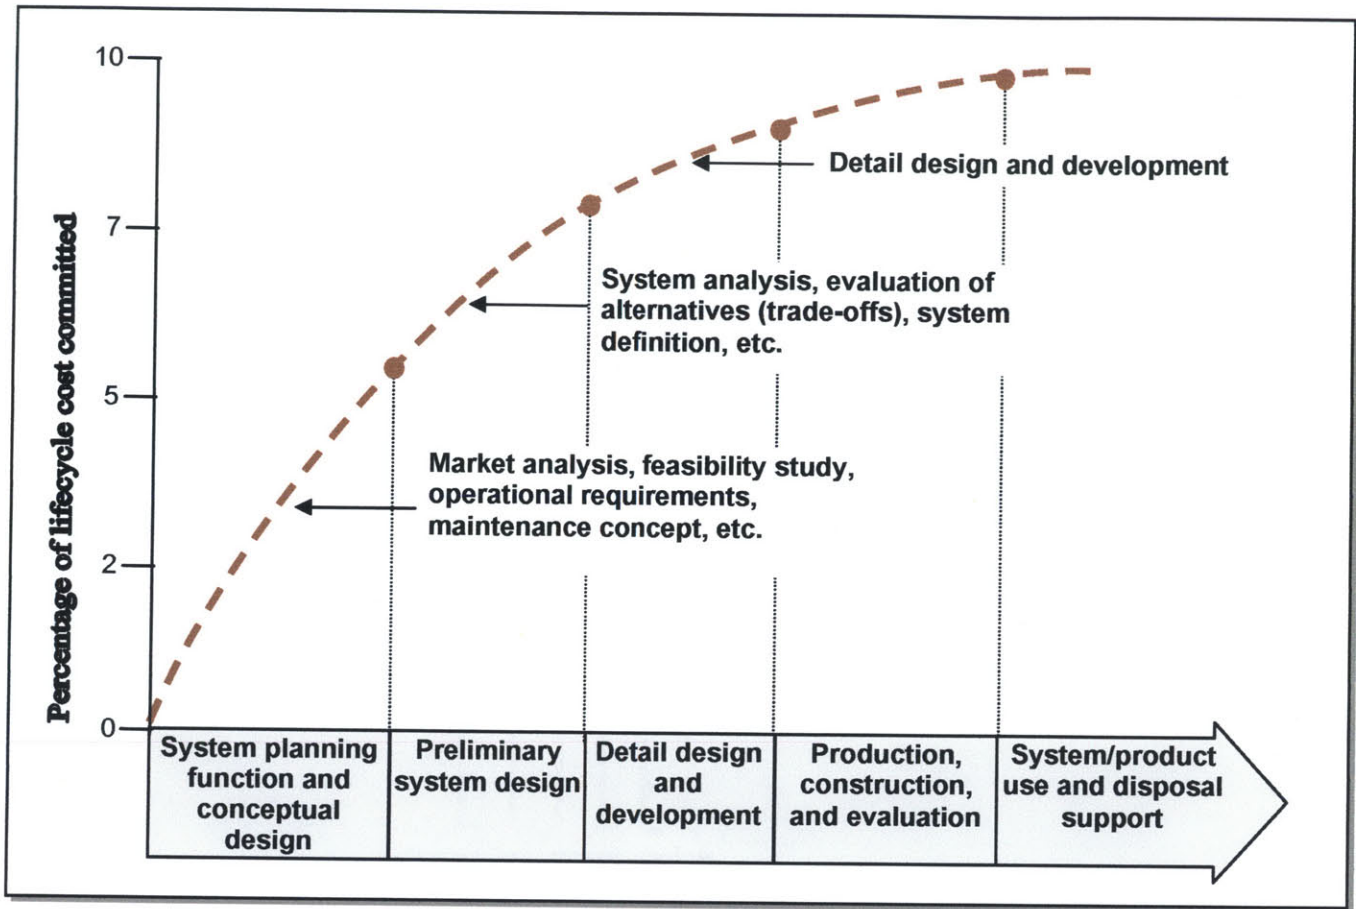 Percentage of lifecycle cost committed
10
7
5
2
0
Detail design and development
System analysis, evaluation of
alternatives (trade-offs), system
definition, etc.
Market analysis, feasibility study,
operational requirements,
maintenance concept, etc.
System planning
function and
conceptual
design
Preliminary
system design
Detail design
and
development
Production,
construction,
and evaluation
System/product
use and disposal
support